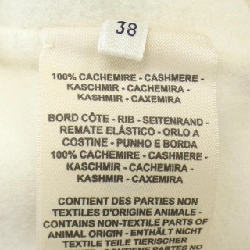 38
100% CACHEMIRE - CASHMERE -
KASCHMIR - CACHEMIRA -
KASHMIR - CAXEMIRA
BORD CÔTE - RIB - SEITENRAND -
REMATE ELÁSTICO - ORLO A
COSTINE - PUNHO E BORDA
100% CACHEMIRE - CASHMERE -
KASCHMIR - CACHEMIRA -
KASHMIR - CAXEMIRA
CONTIENT DES PARTIES NON
TEXTILES D'ORIGINE ANIMALE -
CONTAINS NON-TEXTILE PARTS OF
ANIMAL ORIGIN - ENTHÄLT NICHT
TEXTILE TEILE TIERISCHER